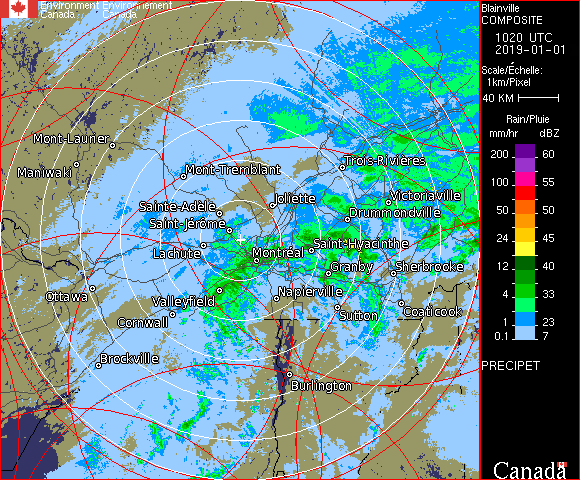 Environment Environnement
Canada Canada
Blainville
COMPOSITE
1020 UTC
2019-01-01
Scale/Échelle:
1km/Pixel
40 KM
Rain/Pluie
mm/hr dBZ
200 60
100 55
50 50
24 45
12 40
4 33
1 23
0.1 7
PRECIPET
Canada
Mont-Laurier
Maniwaki
Mont-Tremblant
Trois-Rivières
Sainte-Adèle
Joliette
Victoriaville
Drummondville
Saint-Jérôme
Lachute
Montréal
Saint-Hyacinthe
Granby
Sherbrooke
Ottawa
Valleyfield
Napierville
Cornwall
Sutton
Coaticook
Brockville
Burlington